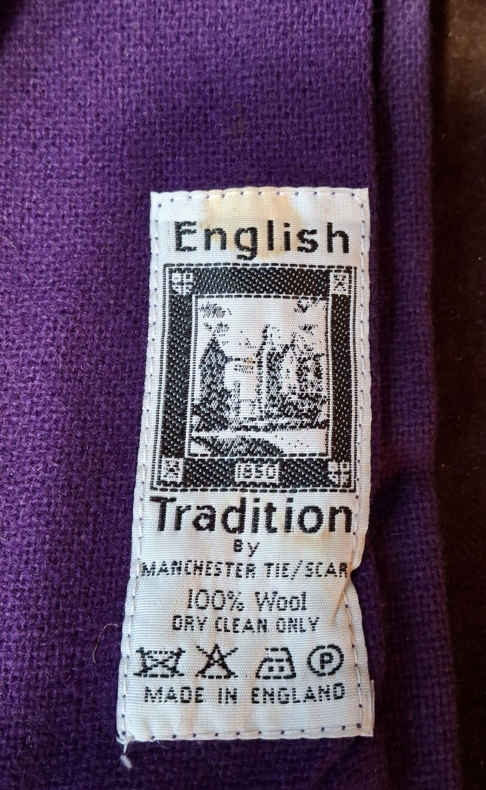 English
1850
Tradition
By
MANCHESTER TIE/SCAR
100% Wool
DRY CLEAN ONLY
P
MADE IN ENGLAND